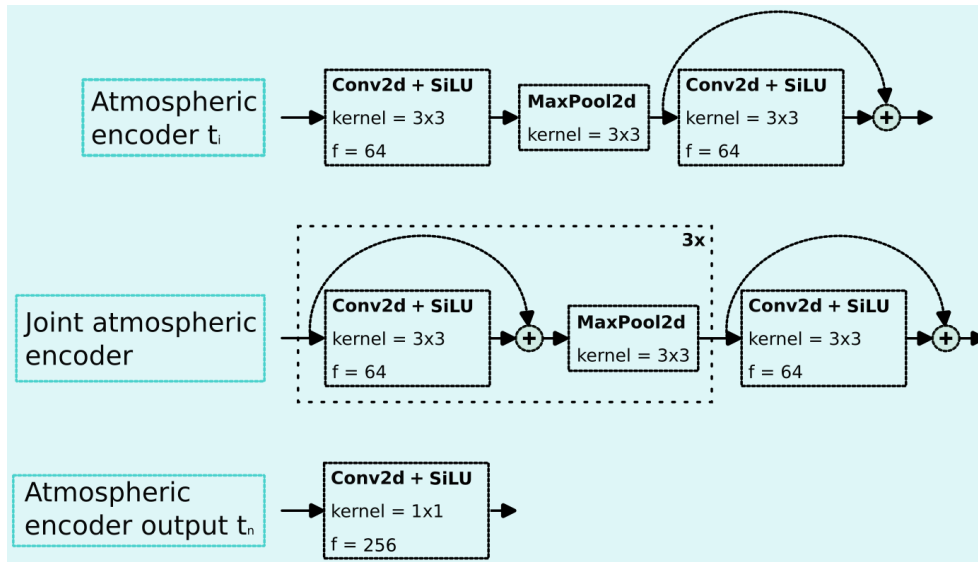 Atmospheric
encoder tᵢ
Conv2d + SiLU
kernel = 3x3
f = 64
MaxPool2d
kernel = 3x3
Conv2d + SiLU
kernel = 3x3
f = 64
+
Joint atmospheric
encoder
3x
Conv2d + SiLU
kernel = 3x3
f = 64
+
MaxPool2d
kernel = 3x3
Conv2d + SiLU
kernel = 3x3
f = 64
+
Atmospheric
encoder output tₙ
Conv2d + SiLU
kernel = 1x1
f = 256